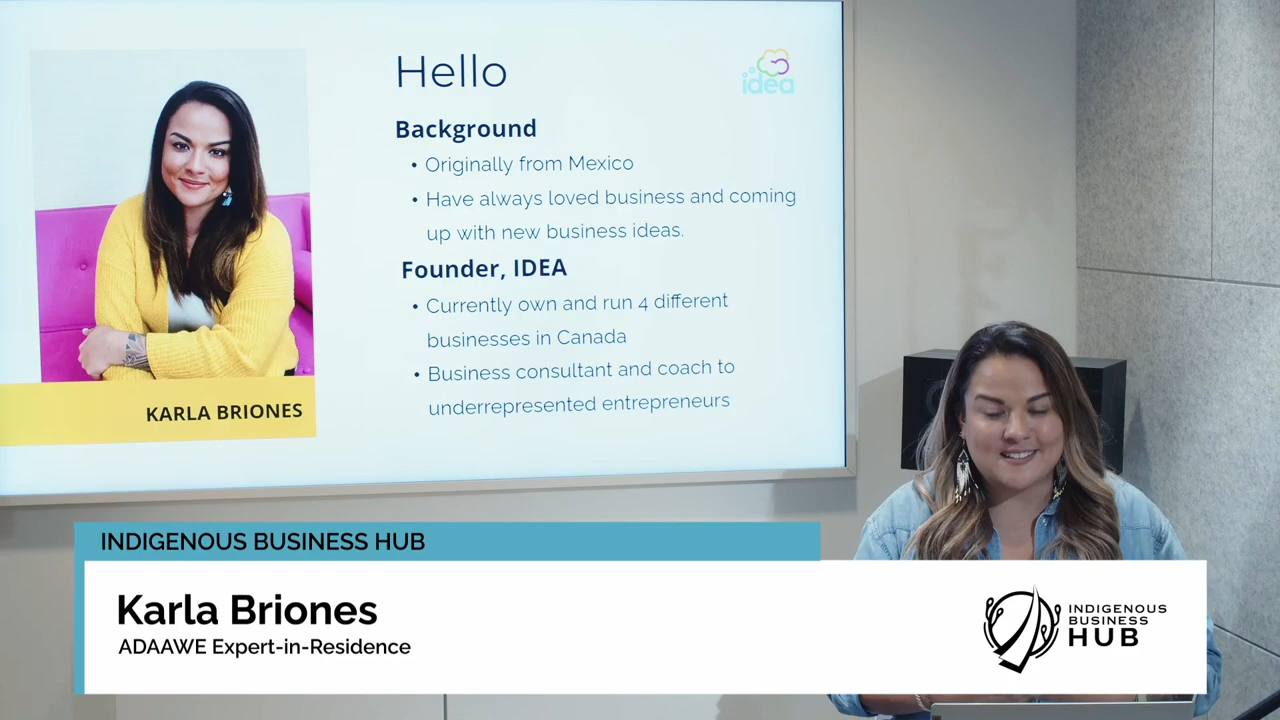 Hello
idea
Background
• Originally from Mexico
• Have always loved business and coming
up with new business ideas.
Founder, IDEA
• Currently own and run 4 different
businesses in Canada
• Business consultant and coach to
underrepresented entrepreneurs
KARLA BRIONES
INDIGENOUS BUSINESS HUB
Karla Briones
ADAAWE Expert-in-Residence
INDIGENOUS
BUSINESS
HUB